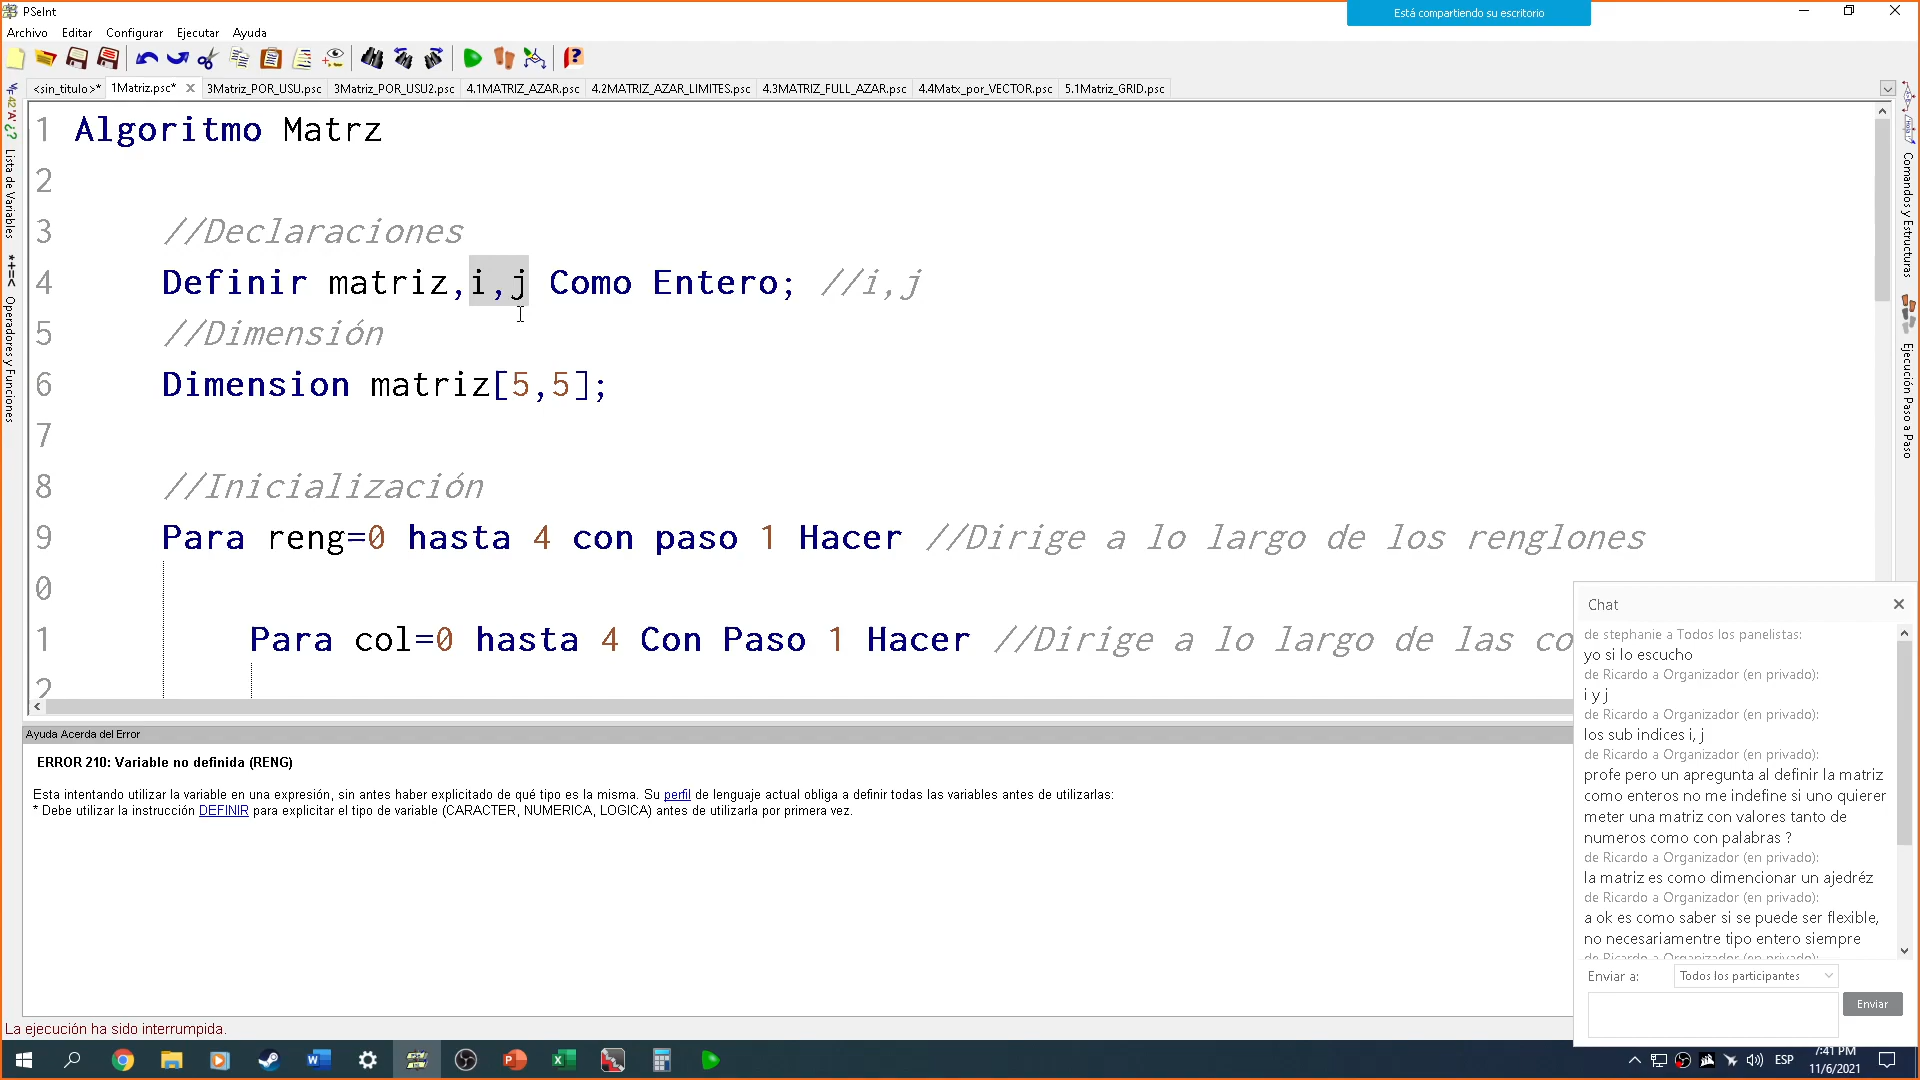 PSeInt
Está compartiendo su escritorio
Archivo Editar Configurar Ejecutar Ayuda
<sin_titulo>* 1Matriz.psc* 3Matriz_POR_USU.psc 3Matriz_POR_USU2.psc 4.1MATRIZ_AZAR.psc 4.2MATRIZ_AZAR_LIMITES.psc 4.3MATRIZ_FULL_AZAR.psc 4.4Matx_por_VECTOR.psc 5.1Matriz_GRID.psc
Lista de Variables
Operadores y Funciones
1 Algoritmo Matrz
2
3 //Declaraciones
4 Definir matriz,i,j Como Entero; //i,j
5 //Dimensión
6 Dimension matriz[5,5];
7
8 //Inicialización
9 Para reng=0 hasta 4 con paso 1 Hacer //Dirige a lo largo de los renglones
0
1 Para col=0 hasta 4 Con Paso 1 Hacer //Dirige a lo largo de las co
2
Comandos y Estructuras
Ejecución Paso a Paso
Ayuda Acerca del Error
ERROR 210: Variable no definida (RENG)
Esta intentando utilizar la variable en una expresión, sin antes haber explicitado de qué tipo es la misma. Su perfil de lenguaje actual obliga a definir todas las variables antes de utilizarlas:
* Debe utilizar la instrucción DEFINIR para explicitar el tipo de variable (CARACTER, NUMERICA, LOGICA) antes de utilizarla por primera vez.
La ejecución ha sido interrumpida.
Chat
de stephanie a Todos los panelistas:
yo si lo escucho
de Ricardo a Organizador (en privado):
i y j
de Ricardo a Organizador (en privado):
los sub indices i, j
de Ricardo a Organizador (en privado):
profe pero un apregunta al definir la matriz
como enteros no me indefine si uno quierer
meter una matriz con valores tanto de
numeros como con palabras ?
de Ricardo a Organizador (en privado):
la matriz es como dimencionar un ajedréz
de Ricardo a Organizador (en privado):
a ok es como saber si se puede ser flexible,
no necesariamentre tipo entero siempre
de Ricardo a Organizador (en privado):
Enviar a: Todos los participantes
Enviar
ESP
7:41 PM
11/6/2021